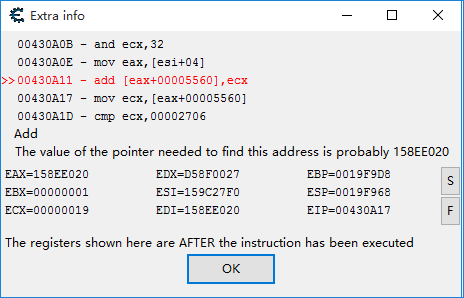 Extra info
00430A0B - and ecx,32
00430A0E - mov eax,[esi+04]
>>00430A11 - add [eax+00005560],ecx
00430A17 - mov ecx,[eax+00005560]
00430A1D - cmp ecx,00002706
Add
The value of the pointer needed to find this address is probably 158EE020
EAX=158EE020 EDX=D58F0027 EBP=0019F9D8
EBX=00000001 ESI=159C27F0 ESP=0019F968
ECX=00000019 EDI=158EE020 EIP=00430A17
S
F
The registers shown here are AFTER the instruction has been executed
OK